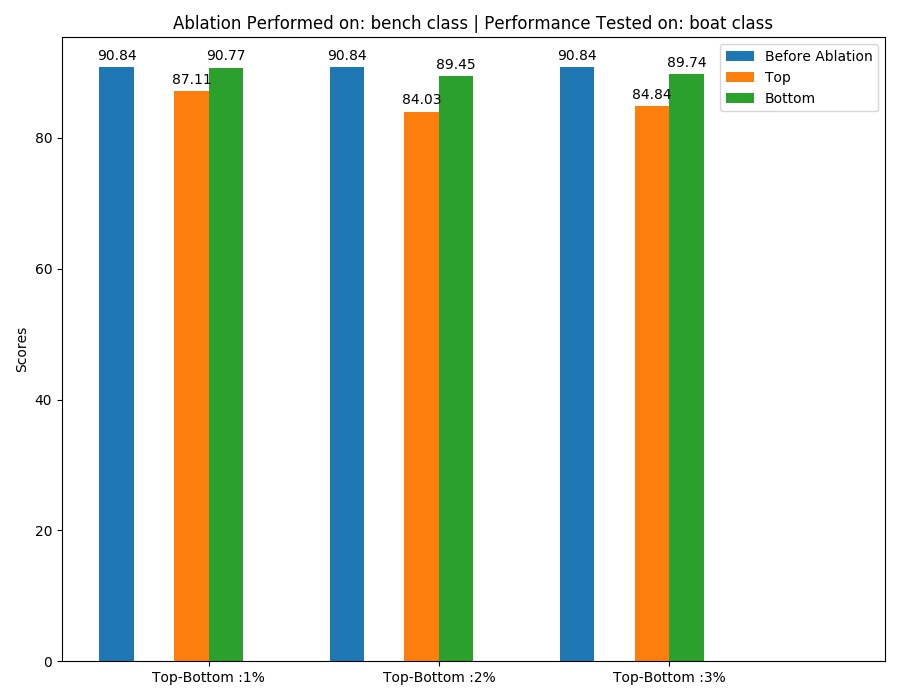 Ablation Performed on: bench class | Performance Tested on: boat class
Before Ablation
Top
Bottom
90.84
87.11
90.77
90.84
84.03
89.45
90.84
84.84
89.74
Scores
80
60
40
20
0
Top-Bottom :1%
Top-Bottom :2%
Top-Bottom :3%